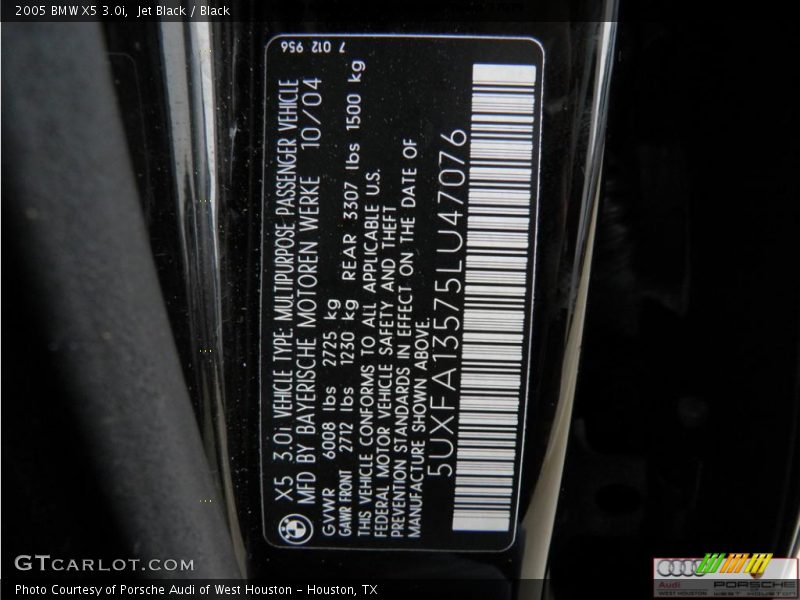 2005 BMW X5 3.0i, Jet Black / Black
7 012 956
X5 3.0i VEHICLE TYPE: MULTIPURPOSE PASSENGER VEHICLE
MFD BY BAYERISCHE MOTOREN WERKE 10/04
GVWR 6008 lbs 2725 kg
GAWR FRONT 2712 lbs 1230 kg REAR 3307 lbs 1500 kg
THIS VEHICLE CONFORMS TO ALL APPLICABLE U.S.
FEDERAL MOTOR VEHICLE SAFETY AND THEFT
PREVENTION STANDARDS IN EFFECT ON THE DATE OF
MANUFACTURE SHOWN ABOVE.
5UXFA13575LU47076
GTCARLOT.COM
Photo Courtesy of Porsche Audi of West Houston - Houston, TX
Audi PORSCHE
WEST HOUSTON WEST HOUSTON